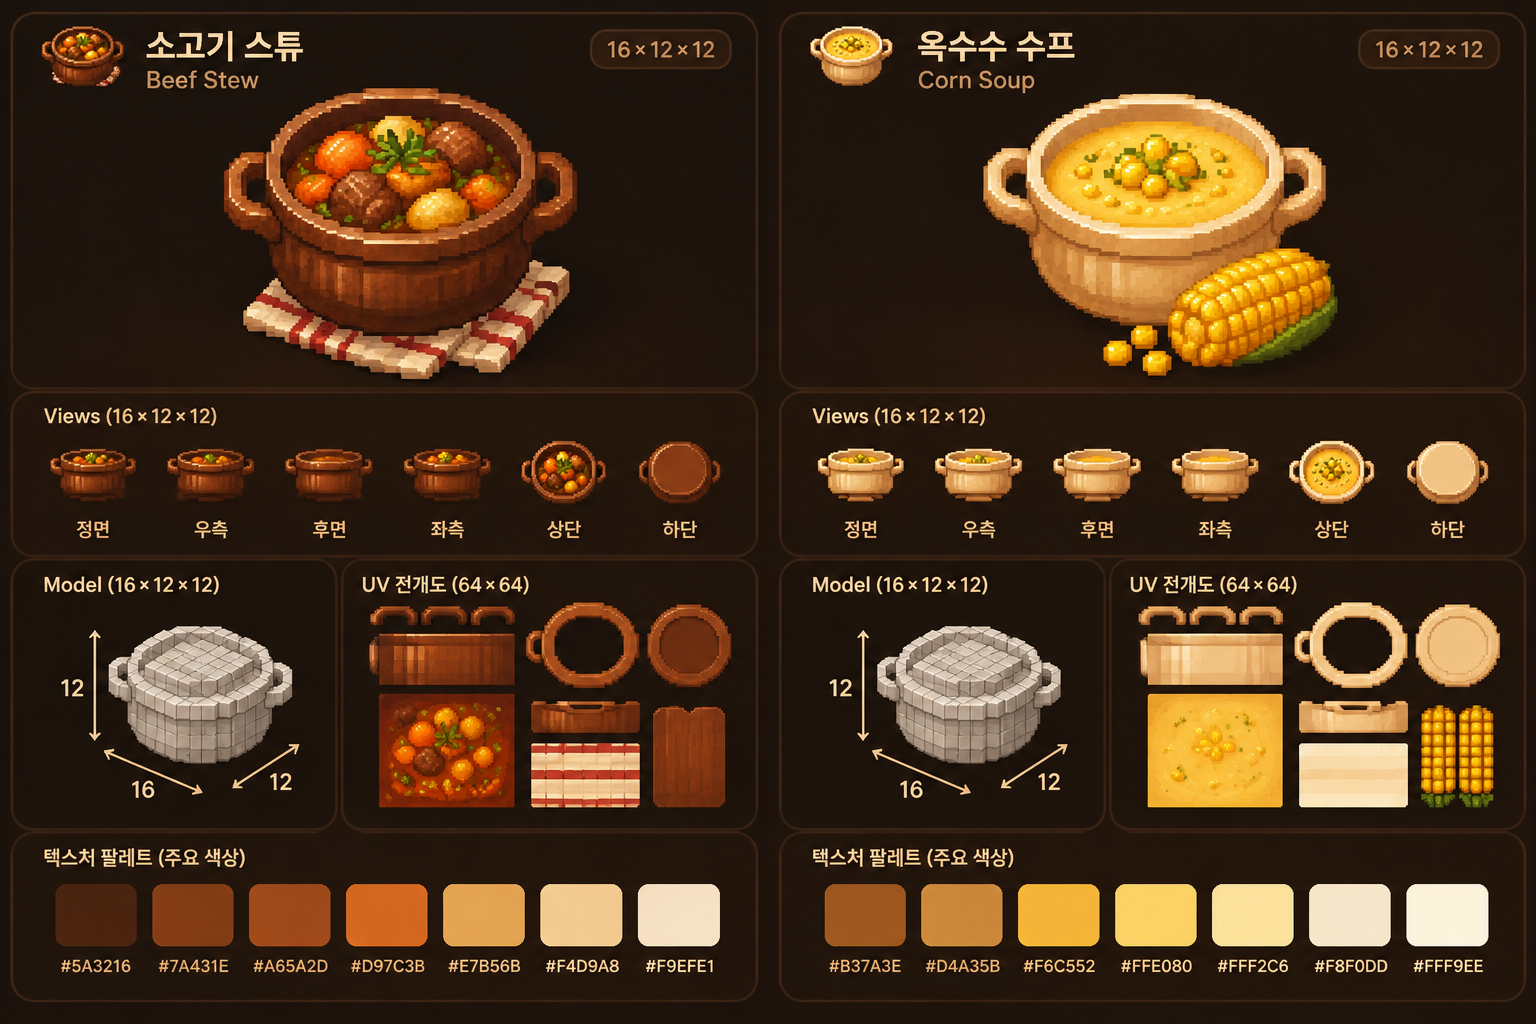 소고기 스튜
Beef Stew
16×12×12
Views (16×12×12)
정면 우측 후면 좌측 상단 하단
Model (16×12×12)
12
16
12
UV 전개도 (64×64)
텍스처 팔레트 (주요 색상)
#5A3216 #7A431E #A65A2D #D97C3B #E7B56B #F4D9A8 #F9EFE1
옥수수 수프
Corn Soup
16×12×12
Views (16×12×12)
정면 우측 후면 좌측 상단 하단
Model (16×12×12)
12
16
12
UV 전개도 (64×64)
텍스처 팔레트 (주요 색상)
#B37A3E #D4A35B #F6C552 #FFE080 #FFF2C6 #F8F0DD #FFF9EE